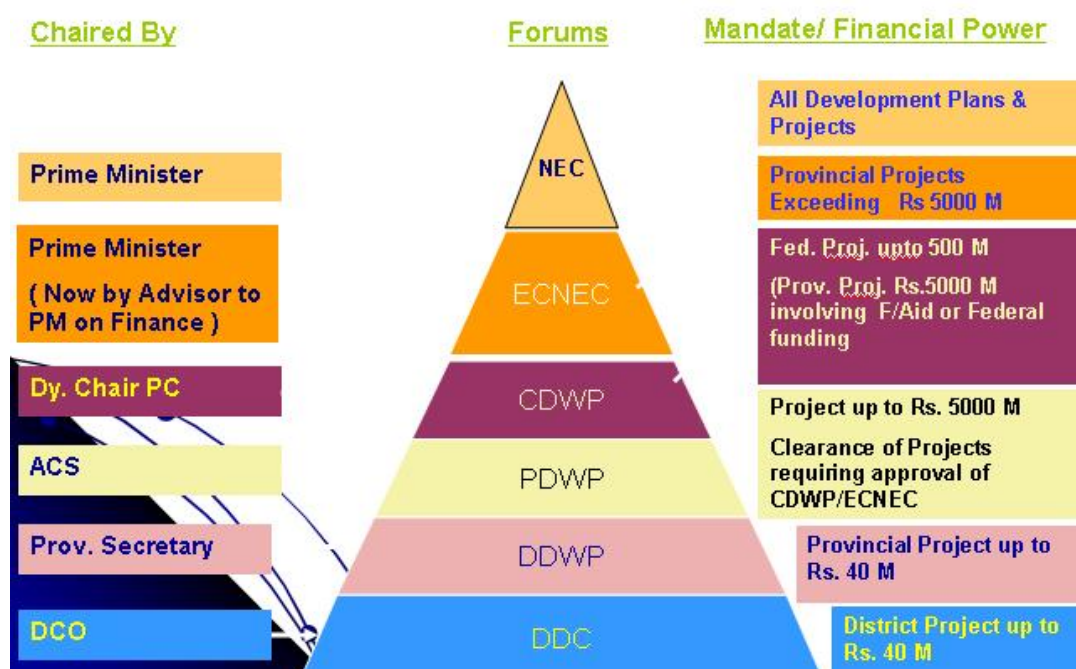 Chaired By
Forums
Mandate/ Financial Power
All Development Plans &
Projects
NEC
Prime Minister
Provincial Projects
Exceeding Rs 5000 M
Prime Minister
( Now by Advisor to
PM on Finance )
ECNEC
Fed. Proj. upto 500 M
(Prov. Proj. Rs.5000 M
involving F/Aid or Federal
funding
Dy. Chair PC
CDWP
Project up to Rs. 5000 M
Clearance of Projects
requiring approval of
CDWP/ECNEC
ACS
PDWP
Prov. Secretary
DDWP
Provincial Project up to
Rs. 40 M
DCO
DDC
District Project up to
Rs. 40 M